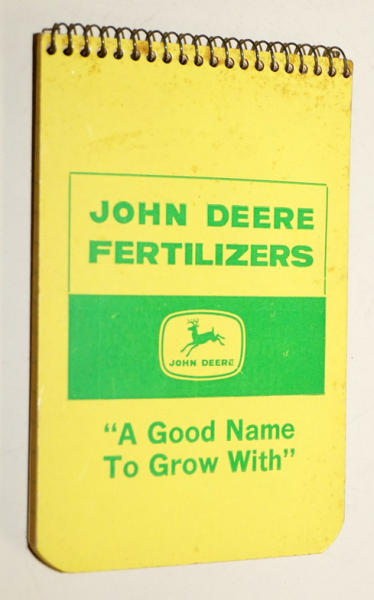 JOHN DEERE
FERTILIZERS
JOHN DEERE
“A Good Name
To Grow With”